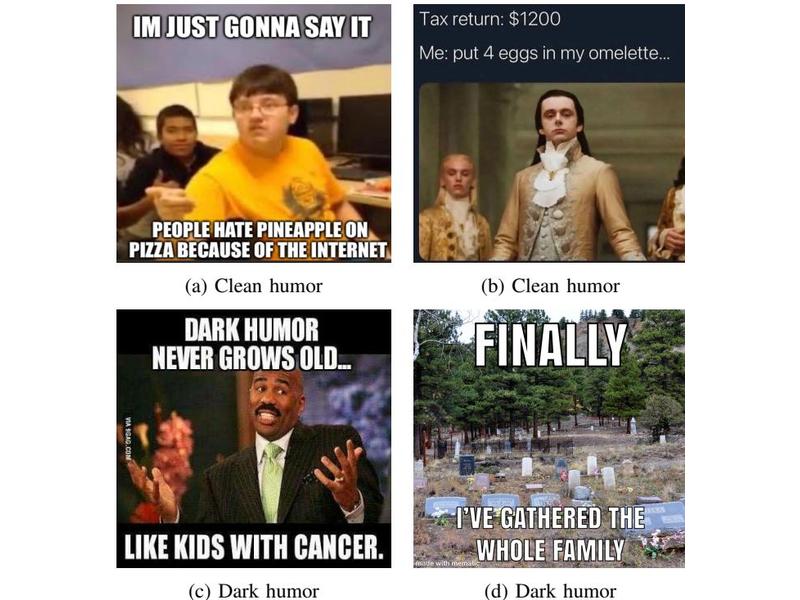 IM JUST GONNA SAY IT
PEOPLE HATE PINEAPPLE ON
PIZZA BECAUSE OF THE INTERNET
(a) Clean humor
Tax return: $1200
Me: put 4 eggs in my omelette...
(b) Clean humor
DARK HUMOR
NEVER GROWS OLD...
VIA 9GAG.COM
LIKE KIDS WITH CANCER.
(c) Dark humor
FINALLY
I'VE GATHERED THE
WHOLE FAMILY
made with mematic
(d) Dark humor